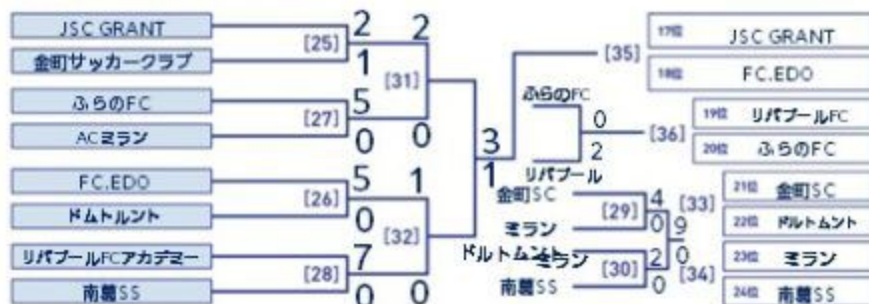 JSC GRANT
[25]
金町サッカークラブ
2
1
2
ふらのFC
[27]
ACミラン
5
0
0
[31]
FC.EDO
[26]
ドムトルント
5
0
1
リバプールFCアカデミー
[28]
南葛SS
7
0
0
[32]
3
1
[35]
17位 JSC GRANT
18位 FC.EDO
ふらのFC
0
2
リバプール
[36]
19位 リバプールFC
20位 ふらのFC
金町SC
[29]
ミラン
4
0
[33]
9
0
21位 金町SC
22位 ドルトムント
ドルトムント
ミラン
[30]
南葛SS
2
0
[34]
23位 ミラン
24位 南葛SS